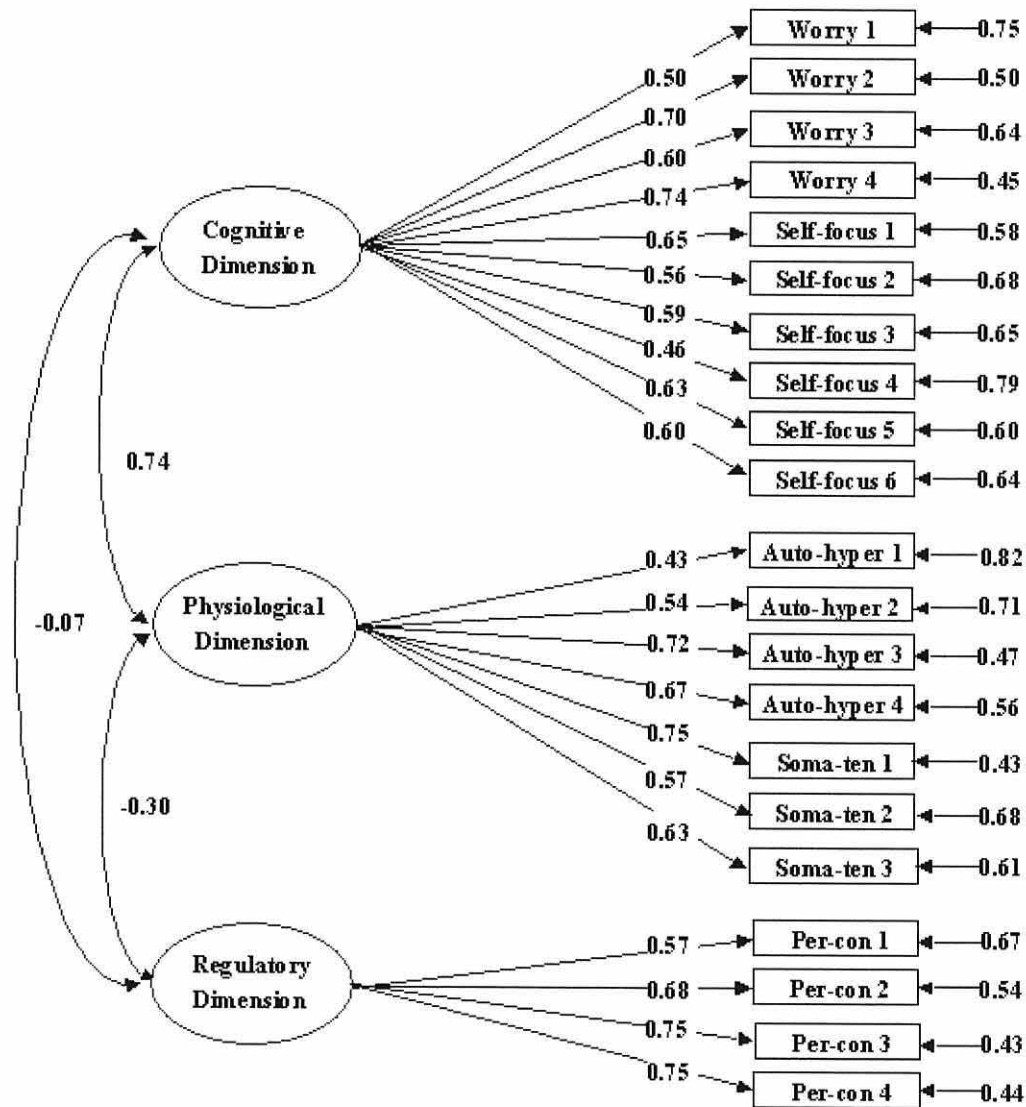 Worry 1
0.75
0.50
Worry 2
0.50
0.70
Worry 3
0.64
0.60
Worry 4
0.45
0.74
Cognitive
Dimension
Self-focus 1
0.58
0.65
Self-focus 2
0.68
0.56
Self-focus 3
0.65
0.59
Self-focus 4
0.79
0.46
Self-focus 5
0.60
0.63
Self-focus 6
0.64
0.60
0.74
Auto-hyper 1
0.82
0.43
Auto-hyper 2
0.71
0.54
Physiological
Dimension
Auto-hyper 3
0.47
0.72
Auto-hyper 4
0.56
0.67
Soma-ten 1
0.43
0.75
Soma-ten 2
0.68
0.57
Soma-ten 3
0.61
0.63
-0.07
-0.30
Per-con 1
0.67
0.57
Regulatory
Dimension
Per-con 2
0.54
0.68
Per-con 3
0.43
0.75
Per-con 4
0.44
0.75